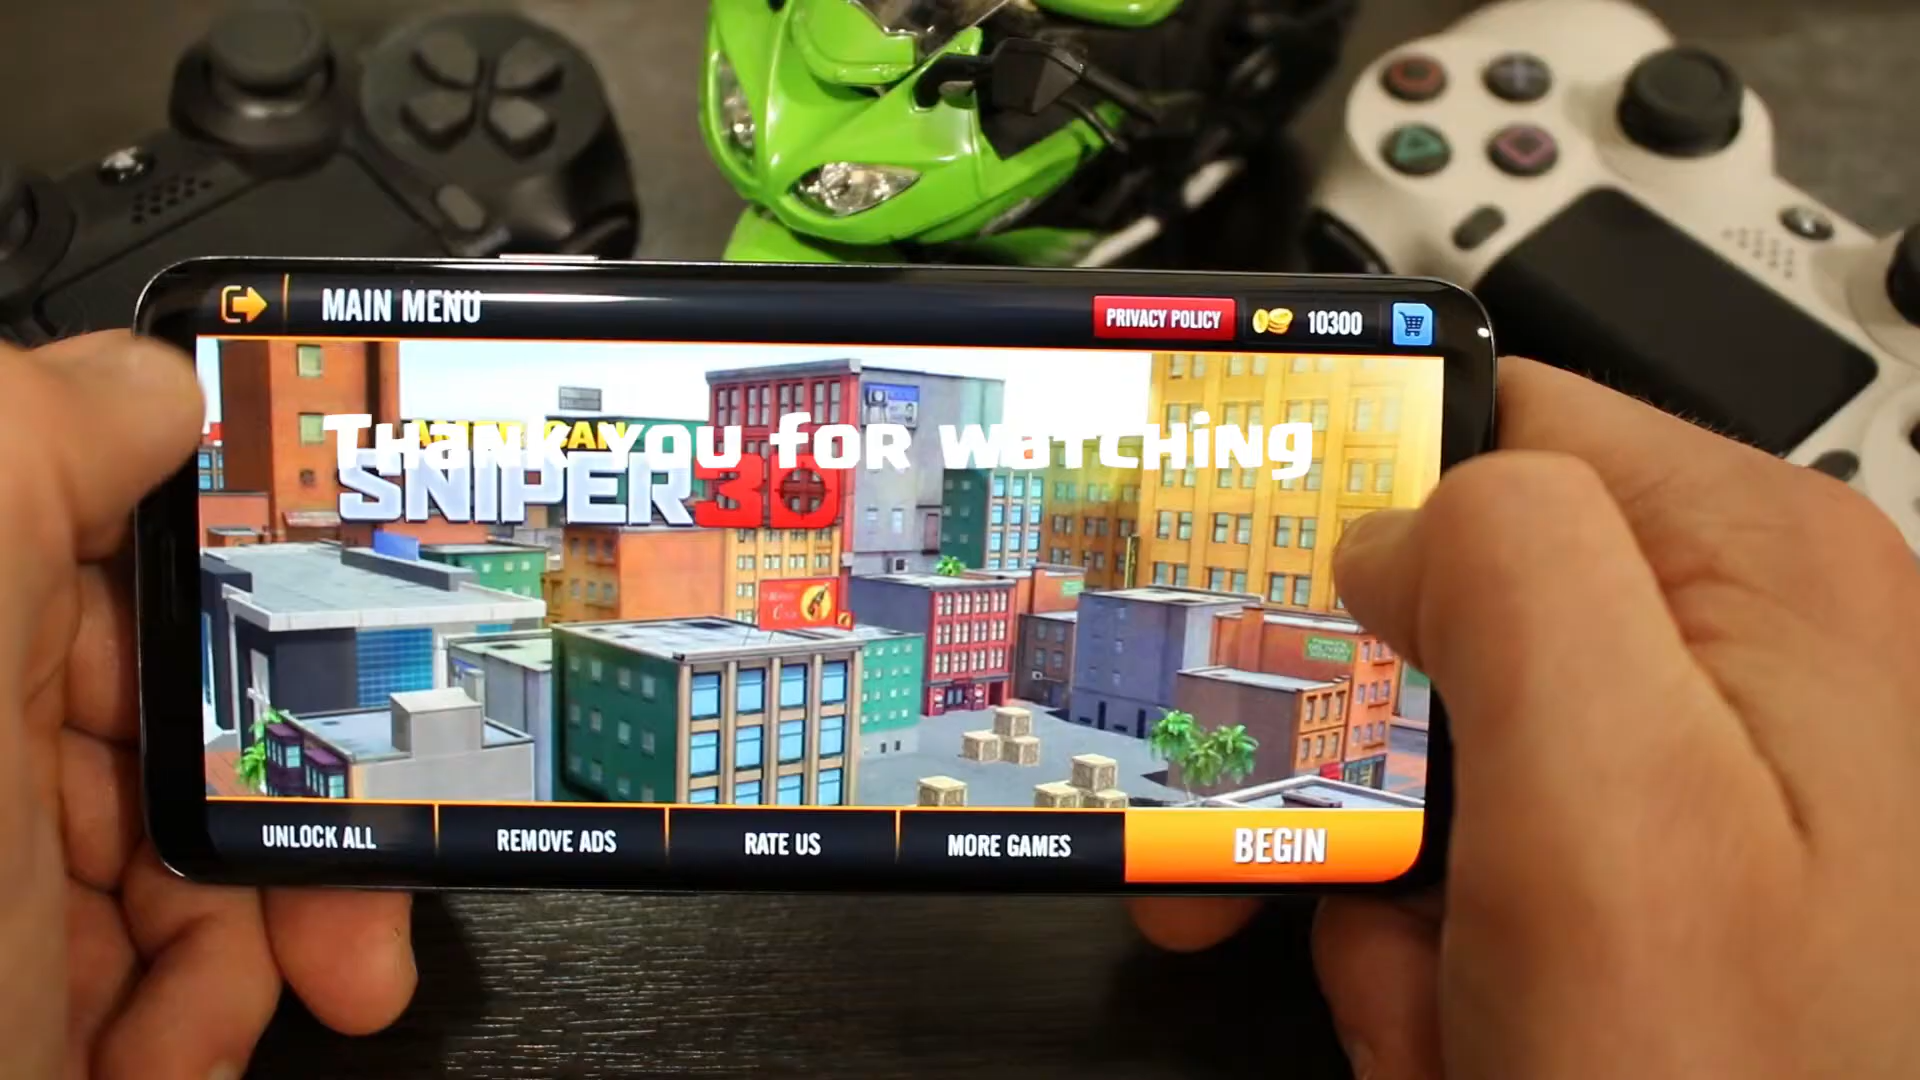 MAIN MENU
PRIVACY POLICY
10300
Thank you for watching
SNIPER 3D
UNLOCK ALL
REMOVE ADS
RATE US
MORE GAMES
BEGIN